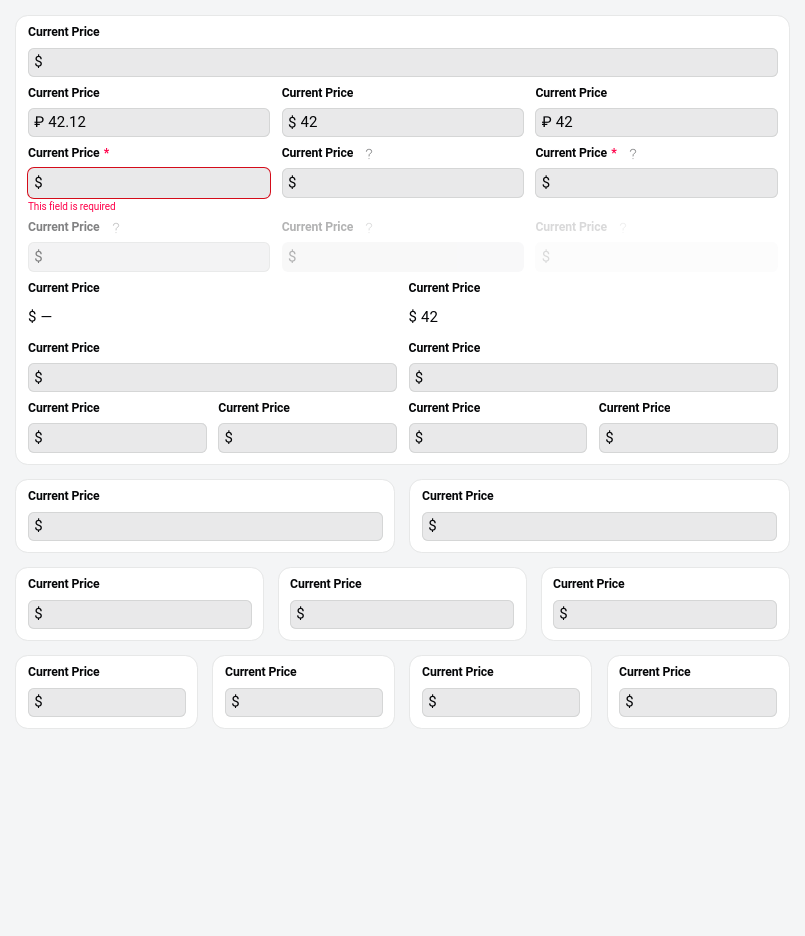 Current Price
$
Current Price Current Price Current Price
₽ 42.12 $ 42 ₽ 42
Current Price * Current Price ? Current Price * ?
$ $ $
This field is required
Current Price ? Current Price ? Current Price ?
$ $ $
Current Price Current Price
$ — $ 42
Current Price Current Price
$ $
Current Price Current Price Current Price Current Price
$ $ $ $
Current Price Current Price
$ $
Current Price Current Price Current Price
$ $ $
Current Price Current Price Current Price Current Price
$ $ $ $